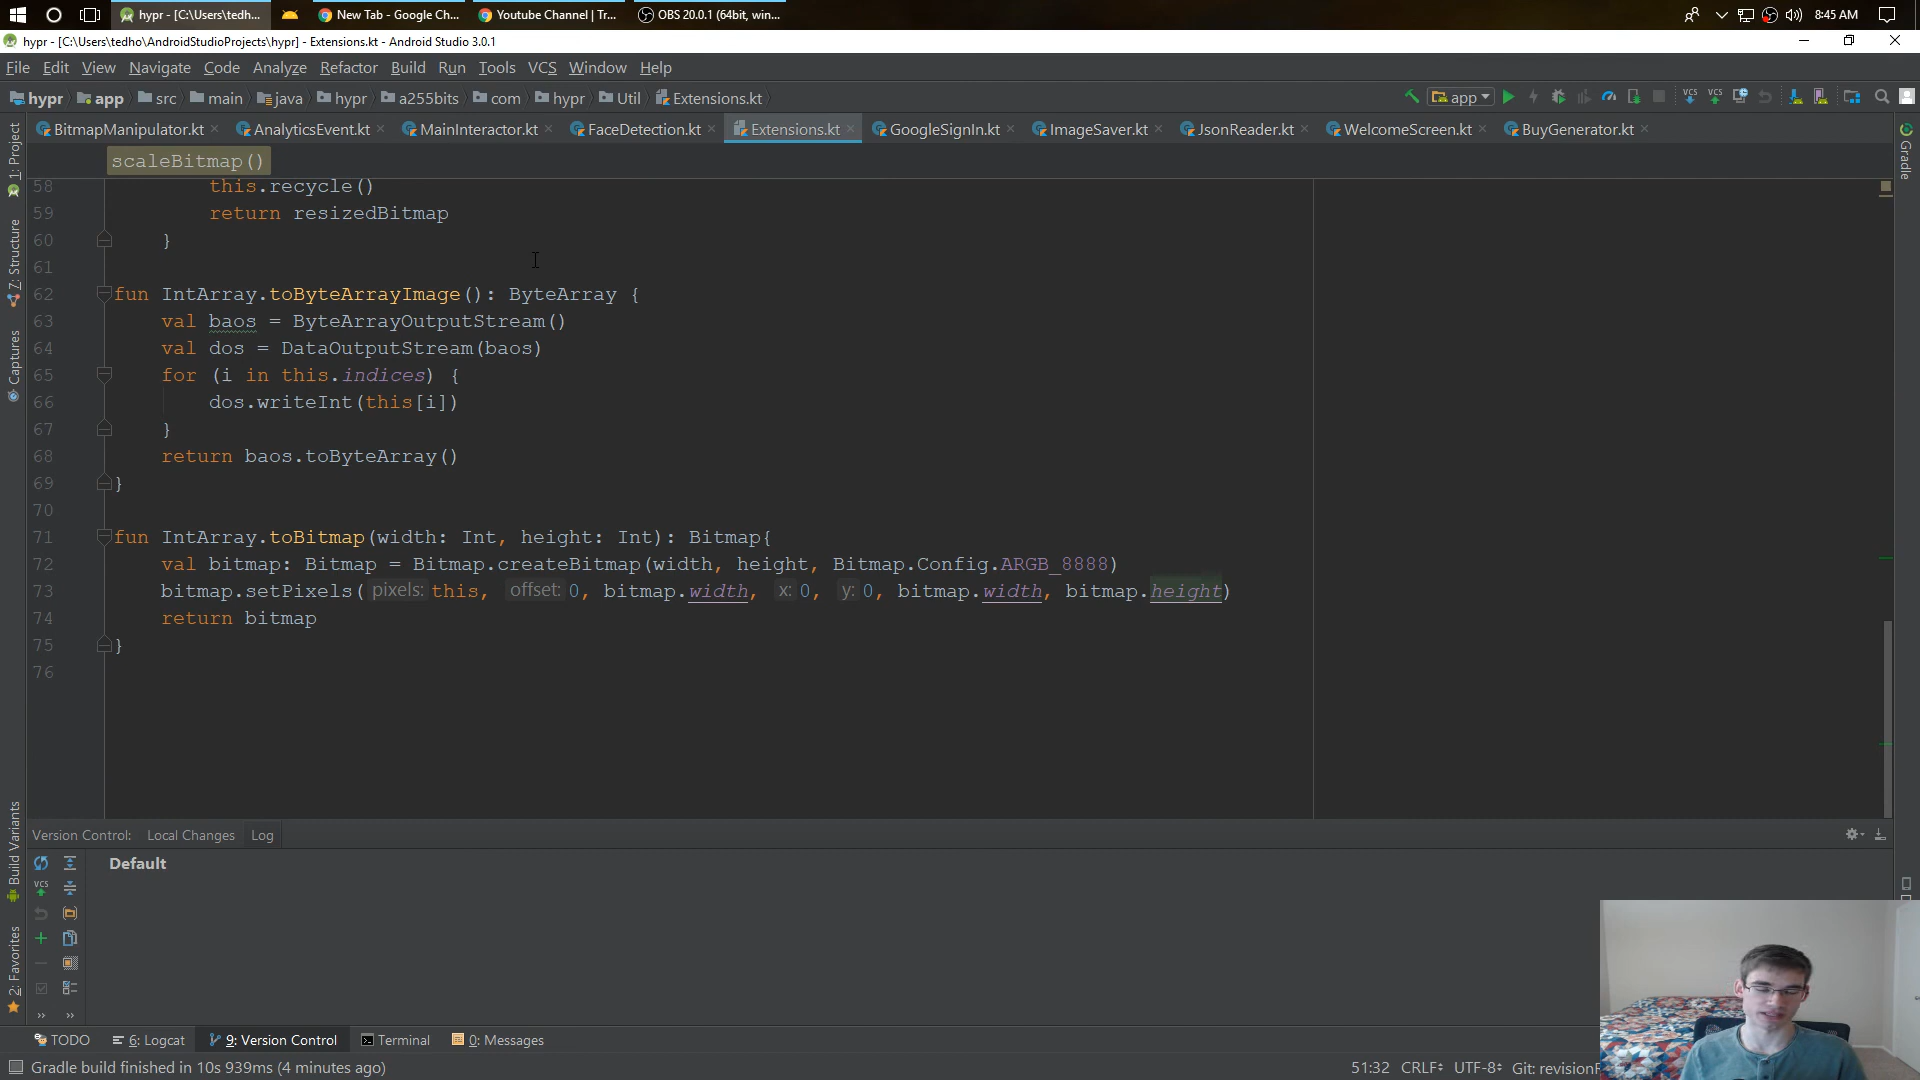 hypr - [C:\Users\tedh... New Tab - Google Ch... Youtube Channel | Tr... OBS 20.0.1 (64bit, win... 8:45 AM
hypr - [C:\Users\tedho\AndroidStudioProjects\hypr] - Extensions.kt - Android Studio 3.0.1
File Edit View Navigate Code Analyze Refactor Build Run Tools VCS Window Help
hypr app src main java hypr a255bits com hypr Util Extensions.kt app VCS VCS
BitmapManipulator.kt AnalyticsEvent.kt MainInteractor.kt FaceDetection.kt Extensions.kt GoogleSignIn.kt ImageSaver.kt JsonReader.kt WelcomeScreen.kt BuyGenerator.kt
scaleBitmap()
58 this.recycle()
59 return resizedBitmap
60 }
61
62 fun IntArray.toByteArrayImage(): ByteArray {
63 val baos = ByteArrayOutputStream()
64 val dos = DataOutputStream(baos)
65 for (i in this.indices) {
66 dos.writeInt(this[i])
67 }
68 return baos.toByteArray()
69 }
70
71 fun IntArray.toBitmap(width: Int, height: Int): Bitmap{
72 val bitmap: Bitmap = Bitmap.createBitmap(width, height, Bitmap.Config.ARGB_8888)
73 bitmap.setPixels( pixels: this, offset: 0, bitmap.width, x: 0, y: 0, bitmap.width, bitmap.height)
74 return bitmap
75 }
76
1: Project
7: Structure
Captures
Build Variants
2: Favorites
Gradle
Version Control: Local Changes Log
Default
VCS
TODO 6: Logcat 9: Version Control Terminal 0: Messages
Gradle build finished in 10s 939ms (4 minutes ago) 51:32 CRLF UTF-8 Git: revision